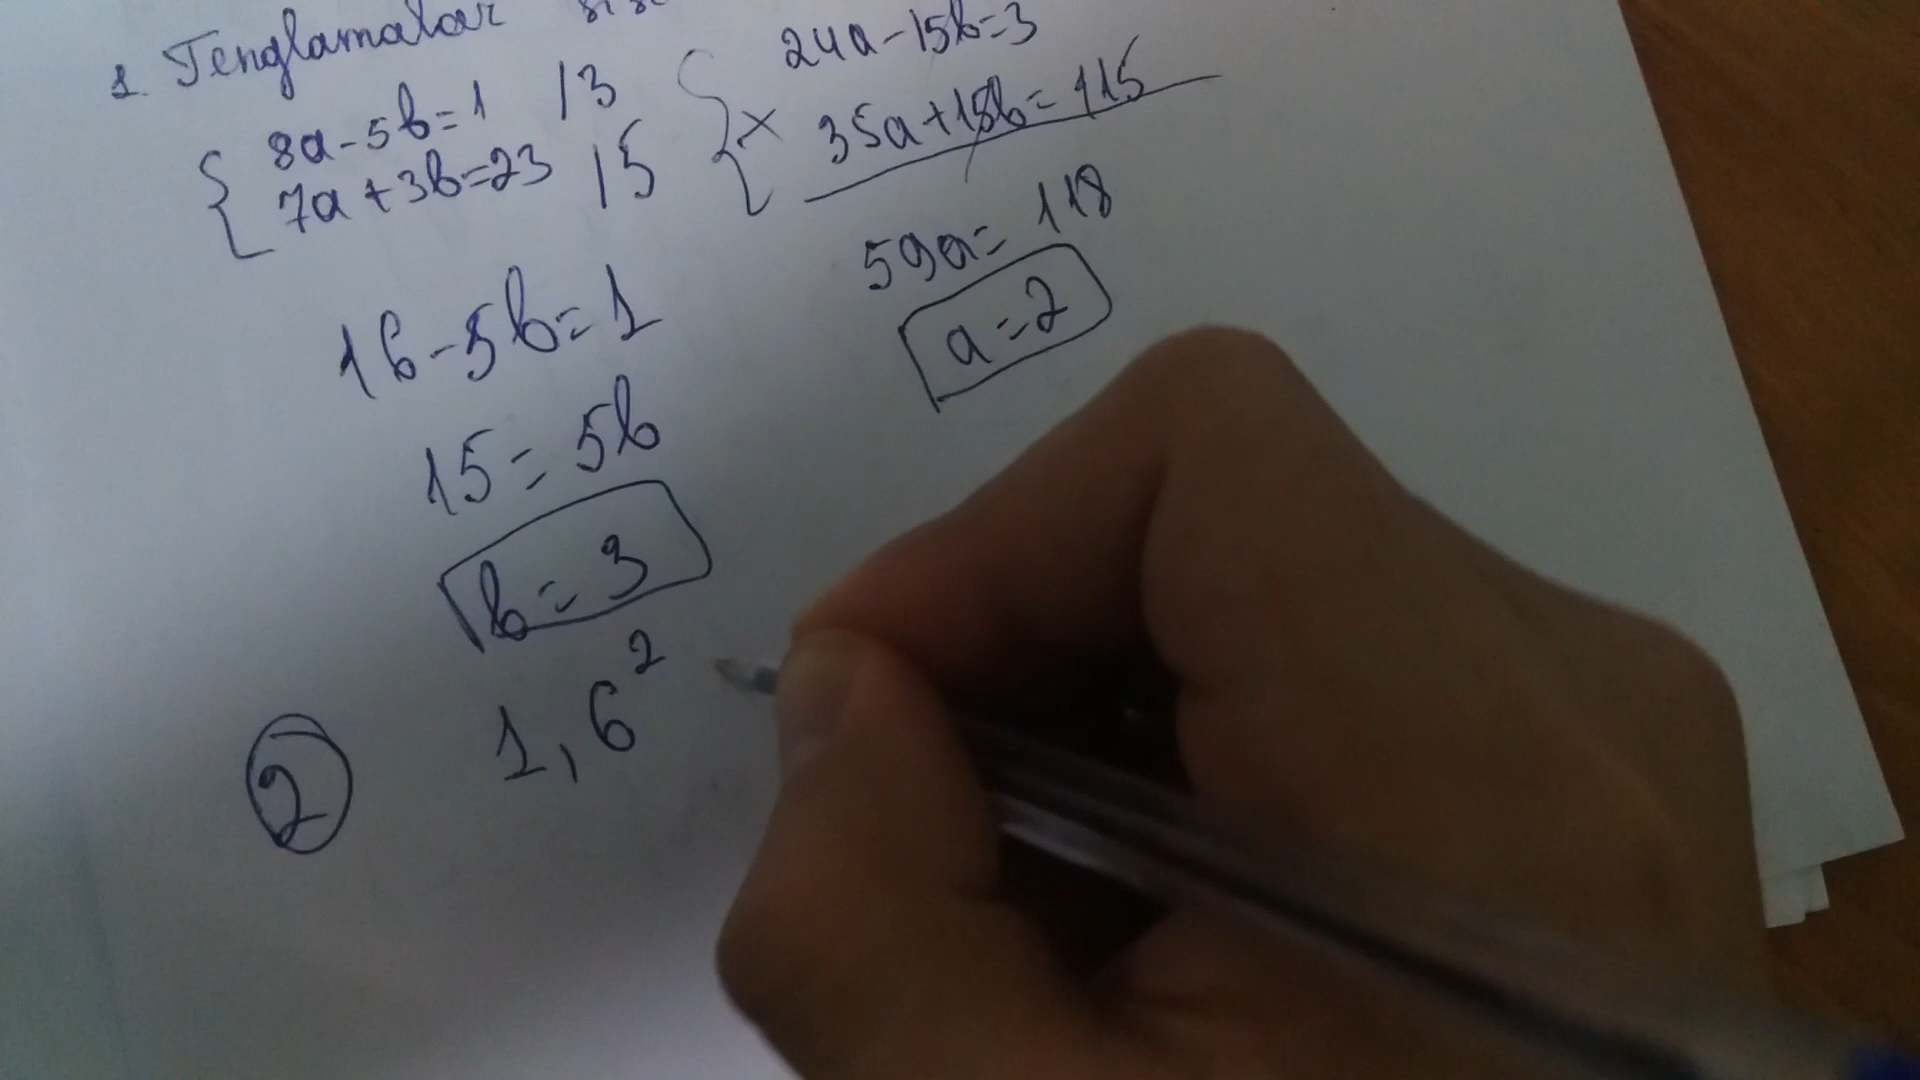 1. Tenglamalar
8a-5b=1 /3
7a+3b=23 /5
24a-15b=3
× 35a+15b=115
59a=118
a=2
16-5b=1
15=5b
b=3
2 1,6²